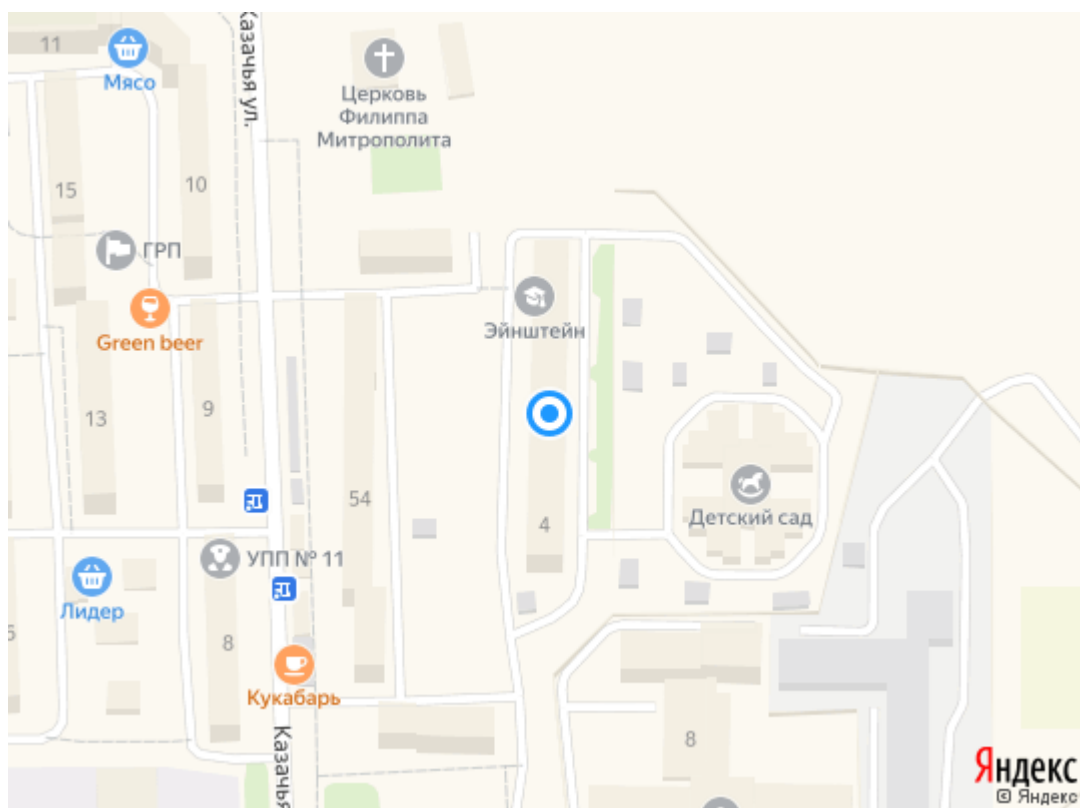 11
Мясо
Казачья ул.
Церковь
Филиппа
Митрополита
15
10
ГРП
Green beer
Эйнштейн
13
9
54
4
Детский сад
УПП № 11
Лидер
8
Кукабарь
Казачья
8
Яндекс
© Яндекс